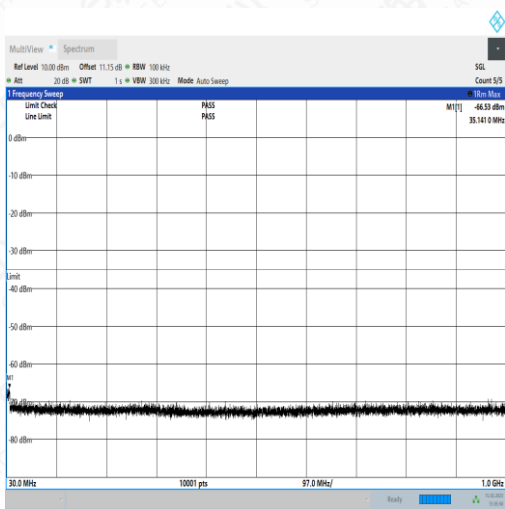 MultiView Spectrum
Ref Level 10.00 dBm Offset 11.15 dB RBW 100 kHz SGL
Att 20 dB SWT 1 s VBW 300 kHz Mode Auto Sweep Count 5/5
1 Frequency Sweep 1Rm Max
Limit Check PASS M1[1] -66.53 dBm
Line Limit PASS 35.141 0 MHz
0 dBm
-10 dBm
-20 dBm
-30 dBm
Limit
-40 dBm
-50 dBm
-60 dBm
M1
-70 dBm
-80 dBm
30.0 MHz 10001 pts 97.0 MHz/ 1.0 GHz
Ready